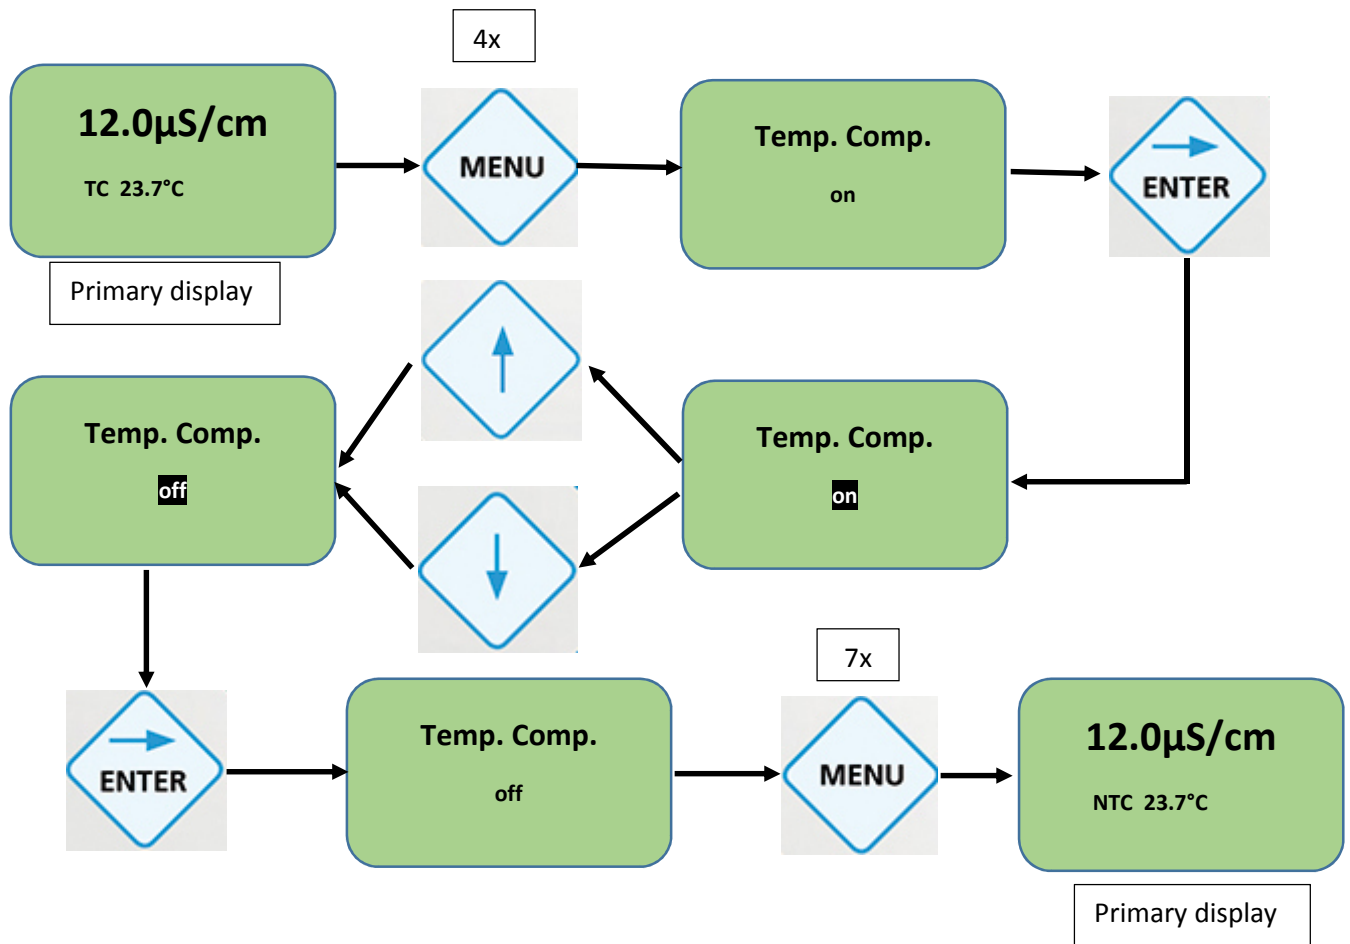 4x
12.0µS/cm
TC 23.7°C
Primary display
MENU
Temp. Comp.
on
ENTER
Temp. Comp.
on
Temp. Comp.
off
ENTER
Temp. Comp.
off
7x
MENU
12.0µS/cm
NTC 23.7°C
Primary display